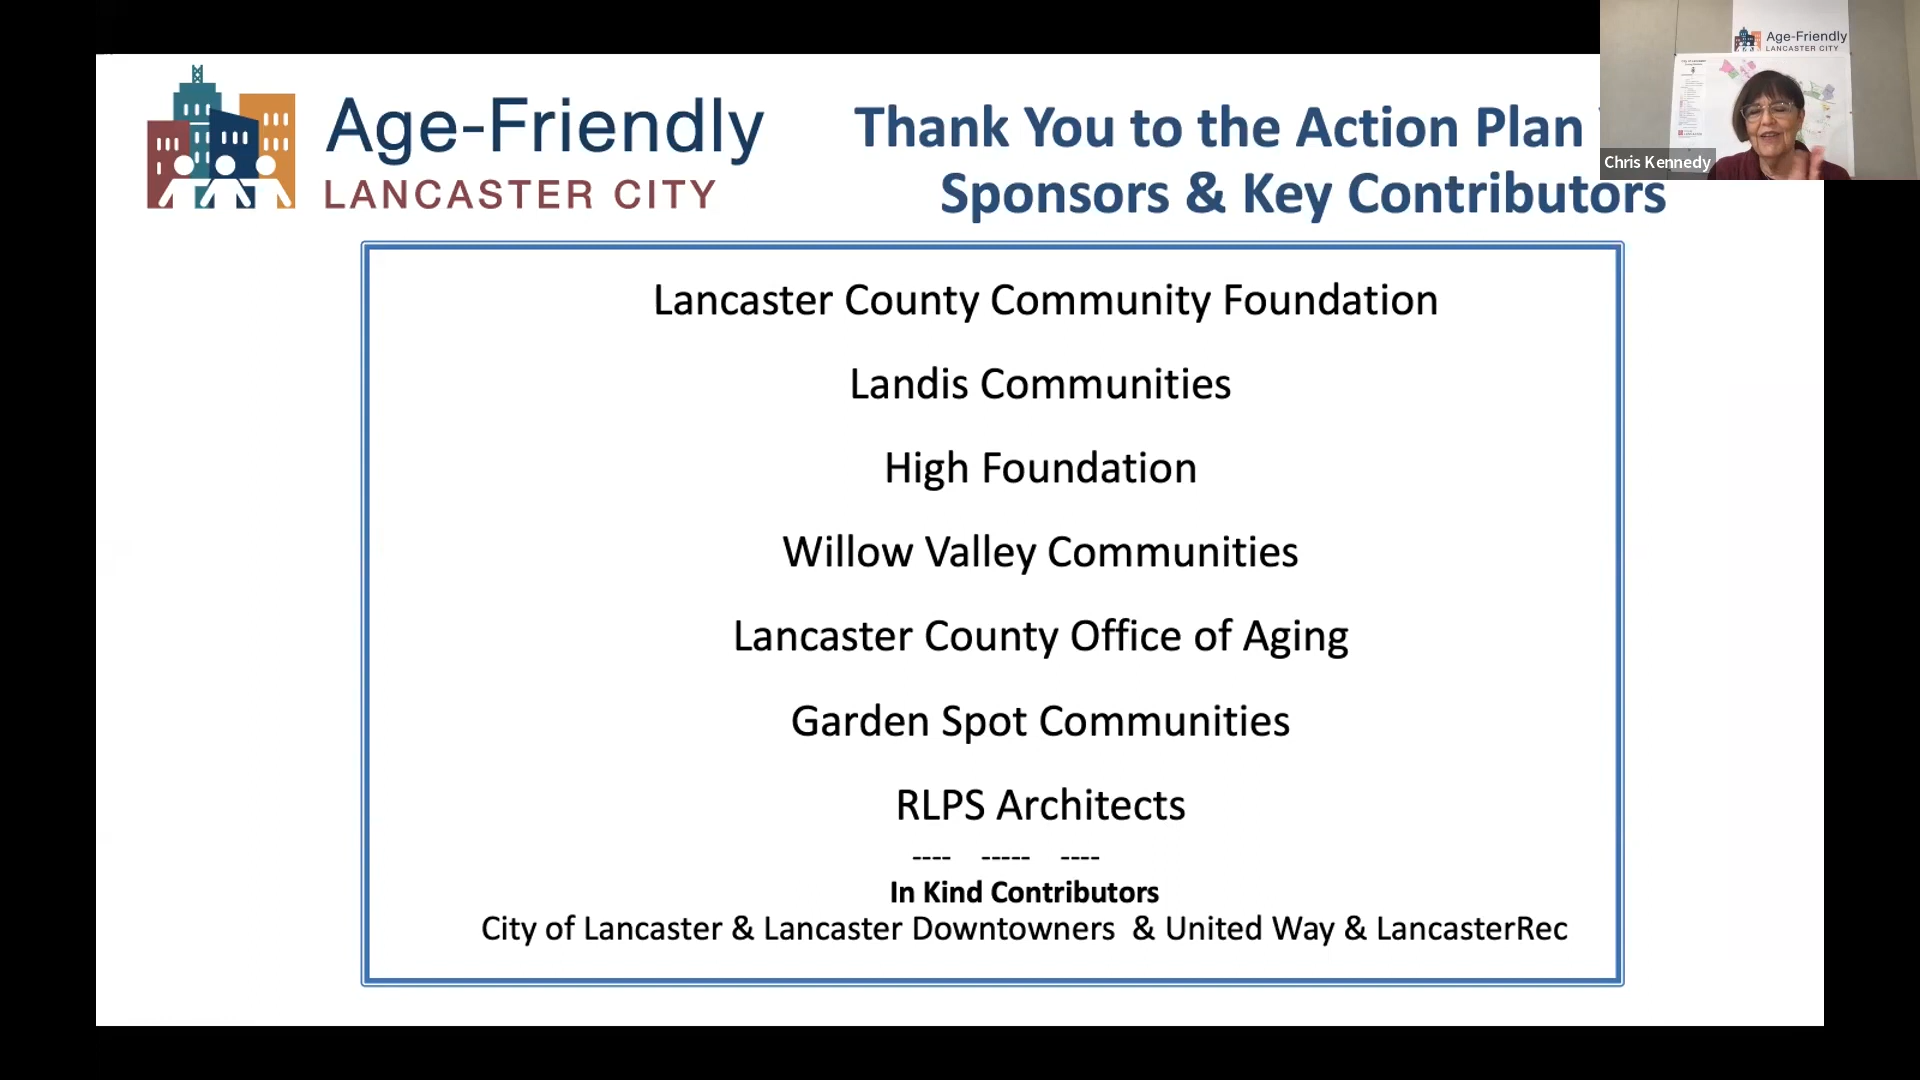 Age-Friendly
LANCASTER CITY
Thank You to the Action Plan
Sponsors & Key Contributors
Age-Friendly
LANCASTER CITY
Chris Kennedy
Lancaster County Community Foundation
Landis Communities
High Foundation
Willow Valley Communities
Lancaster County Office of Aging
Garden Spot Communities
RLPS Architects
---- ----- ----
In Kind Contributors
City of Lancaster & Lancaster Downtowners & United Way & LancasterRec